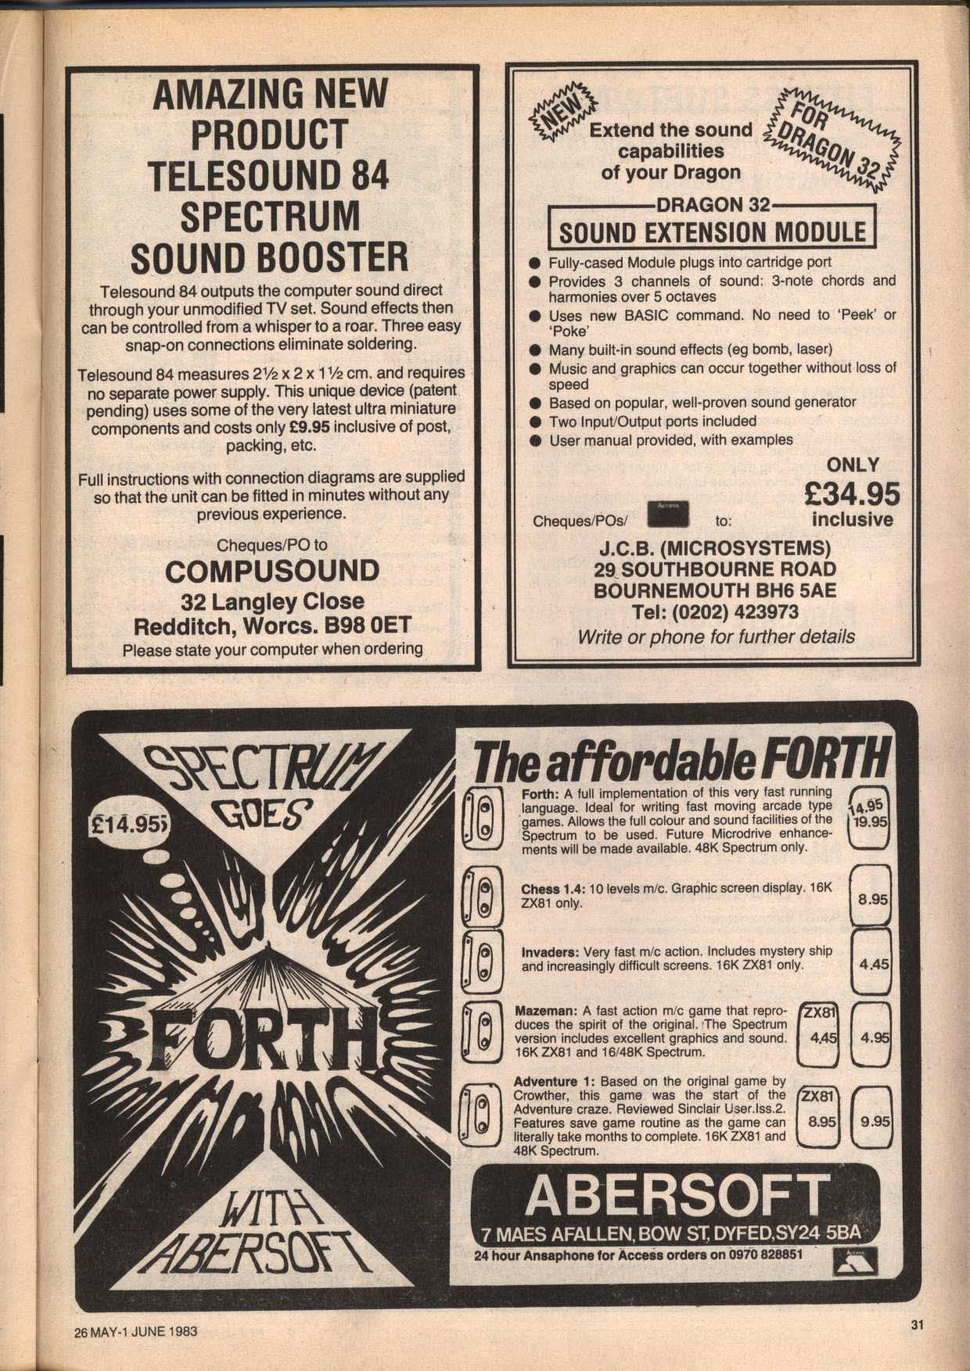 AMAZING NEW
PRODUCT
TELESOUND 84
SPECTRUM
SOUND BOOSTER
Telesound 84 outputs the computer sound direct
through your unmodified TV set. Sound effects then
can be controlled from a whisper to a roar. Three easy
snap-on connections eliminate soldering.
Telesound 84 measures 2½ x 2 x 1½ cm. and requires
no separate power supply. This unique device (patent
pending) uses some of the very latest ultra miniature
components and costs only £9.95 inclusive of post,
packing, etc.
Full instructions with connection diagrams are supplied
so that the unit can be fitted in minutes without any
previous experience.
Cheques/PO to
COMPUSOUND
32 Langley Close
Redditch, Worcs. B98 0ET
Please state your computer when ordering
NEW
Extend the sound
capabilities
of your Dragon
FOR
DRAGON 32
DRAGON 32
SOUND EXTENSION MODULE
● Fully-cased Module plugs into cartridge port
● Provides 3 channels of sound: 3-note chords and
harmonies over 5 octaves
● Uses new BASIC command. No need to 'Peek' or
'Poke'
● Many built-in sound effects (eg bomb, laser)
● Music and graphics can occur together without loss of
speed
● Based on popular, well-proven sound generator
● Two Input/Output ports included
● User manual provided, with examples
ONLY
£34.95
inclusive
Cheques/POs/ Access to:
J.C.B. (MICROSYSTEMS)
29 SOUTHBOURNE ROAD
BOURNEMOUTH BH6 5AE
Tel: (0202) 423973
Write or phone for further details
SPECTRUM
GOES
£14.95
FORTH
WITH
ABERSOFT
The affordable FORTH
Forth: A full implementation of this very fast running
language. Ideal for writing fast moving arcade type
games. Allows the full colour and sound facilities of the
Spectrum to be used. Future Microdrive enhance-
ments will be made available. 48K Spectrum only.
14.95
19.95
Chess 1.4: 10 levels m/c. Graphic screen display. 16K
ZX81 only.
8.95
Invaders: Very fast m/c action. Includes mystery ship
and increasingly difficult screens. 16K ZX81 only.
4.45
Mazeman: A fast action m/c game that repro-
duces the spirit of the original. The Spectrum
version includes excellent graphics and sound.
16K ZX81 and 16/48K Spectrum.
ZX81
4.45
4.95
Adventure 1: Based on the original game by
Crowther, this game was the start of the
Adventure craze. Reviewed Sinclair User.Iss.2.
Features save game routine as the game can
literally take months to complete. 16K ZX81 and
48K Spectrum.
ZX81
8.95
9.95
ABERSOFT
7 MAES AFALLEN, BOW ST, DYFED, SY24 5BA
24 hour Ansaphone for Access orders on 0970 828851
Access
26 MAY-1 JUNE 1983
31